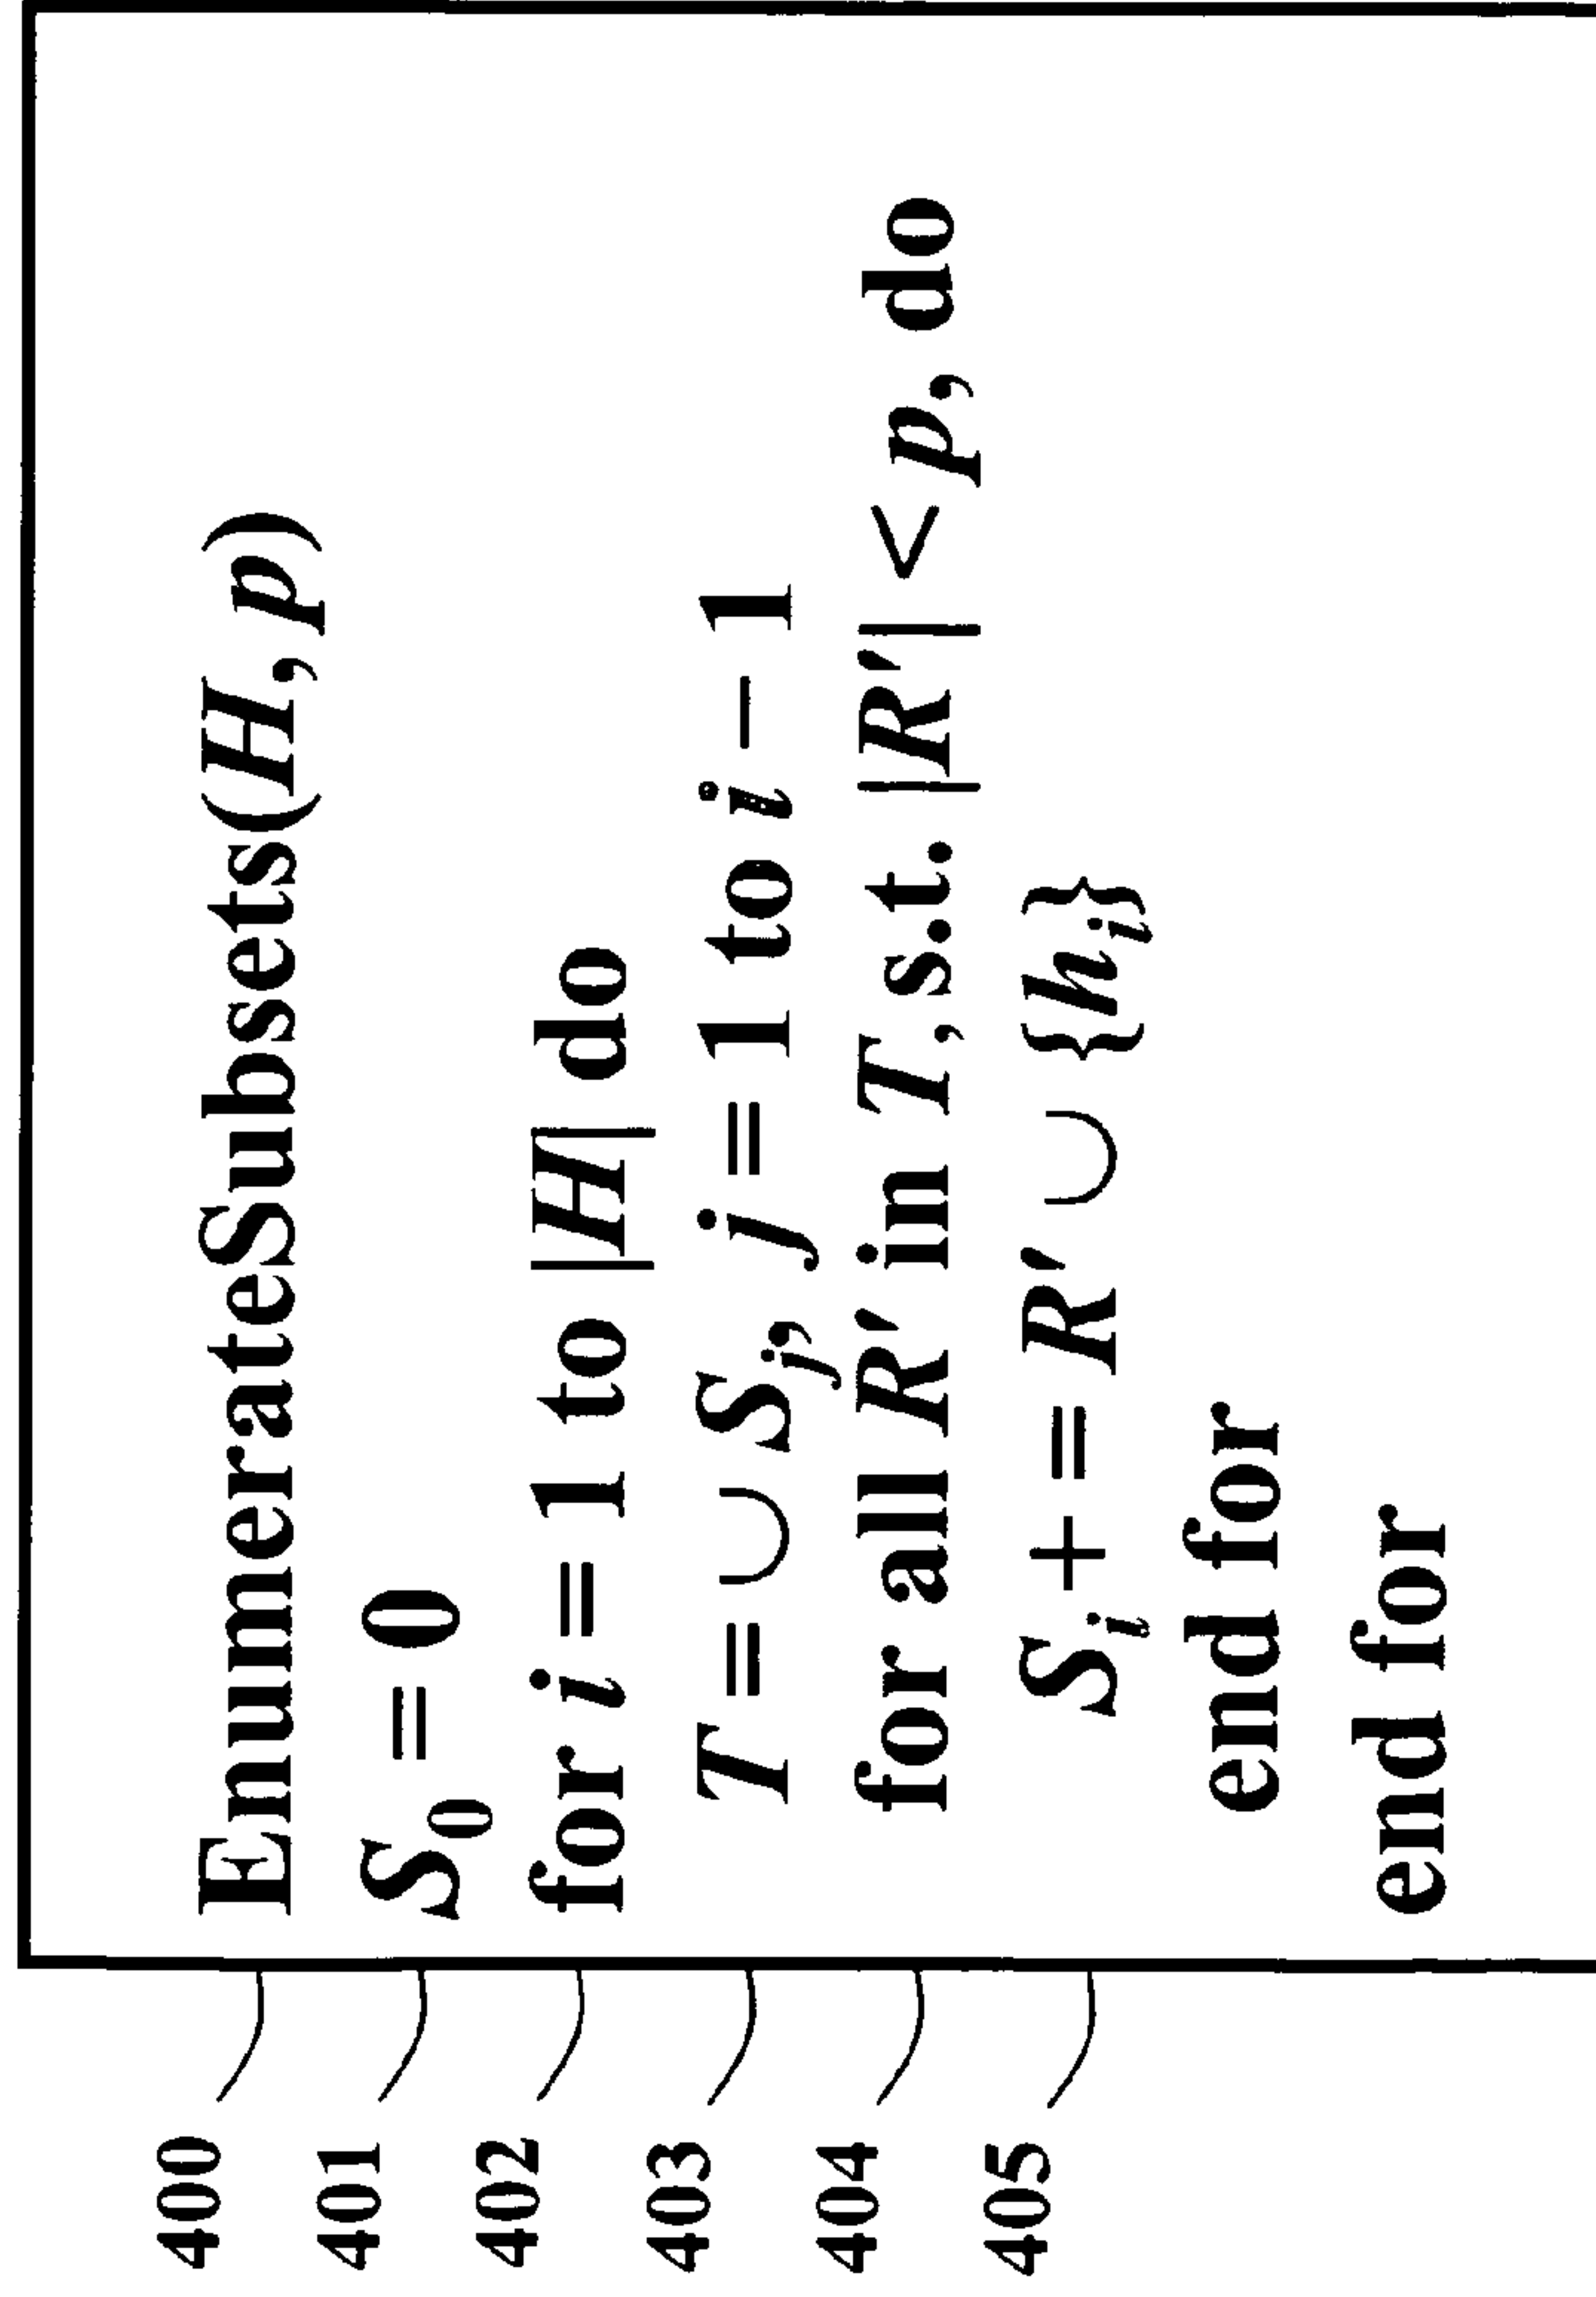 400 EnumerateSubsets(H, p)
401 S₀ = 0
402 for i = 1 to |H| do
403 T = ∪ Sⱼ, j = 1 to i − 1
404 for all R′ in T, s.t. |R′| < p, do
405 Sᵢ + = R′ ∪ {hᵢ}
end for
end for